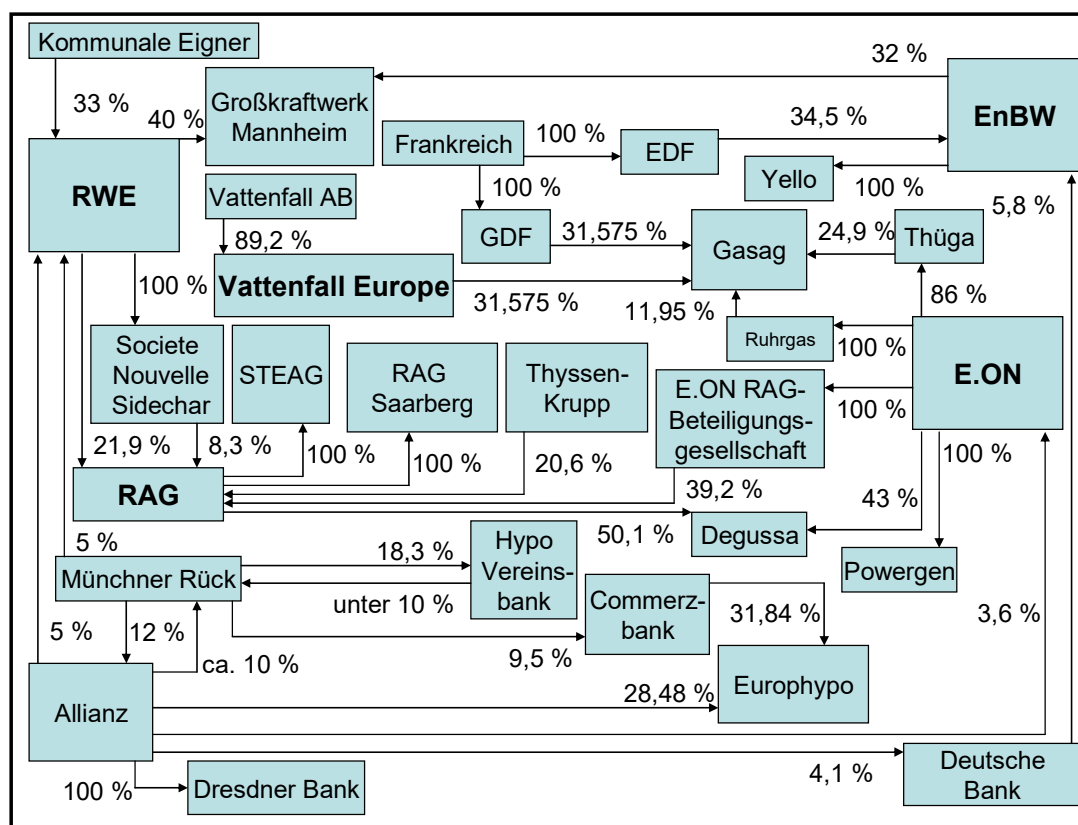 Kommunale Eigner
33 %
40 %
Großkraftwerk
Mannheim
32 %
EnBW
Frankreich
100 %
EDF
34,5 %
Yello
100 %
5,8 %
RWE
Vattenfall AB
89,2 %
100 %
GDF
31,575 %
Gasag
24,9 %
Thüga
86 %
Vattenfall Europe
31,575 %
11,95 %
Ruhrgas
100 %
E.ON
100 %
Societe
Nouvelle
Sidechar
STEAG
RAG
Saarberg
Thyssen-
Krupp
E.ON RAG-
Beteiligungs-
gesellschaft
100 %
100 %
21,9 %
8,3 %
100 %
100 %
20,6 %
39,2 %
43 %
RAG
50,1 %
Degussa
Powergen
5 %
Münchner Rück
18,3 %
Hypo
Vereins-
bank
unter 10 %
Commerz-
bank
31,84 %
3,6 %
5 %
12 %
ca. 10 %
9,5 %
Europhypo
Allianz
28,48 %
100 %
Dresdner Bank
4,1 %
Deutsche
Bank